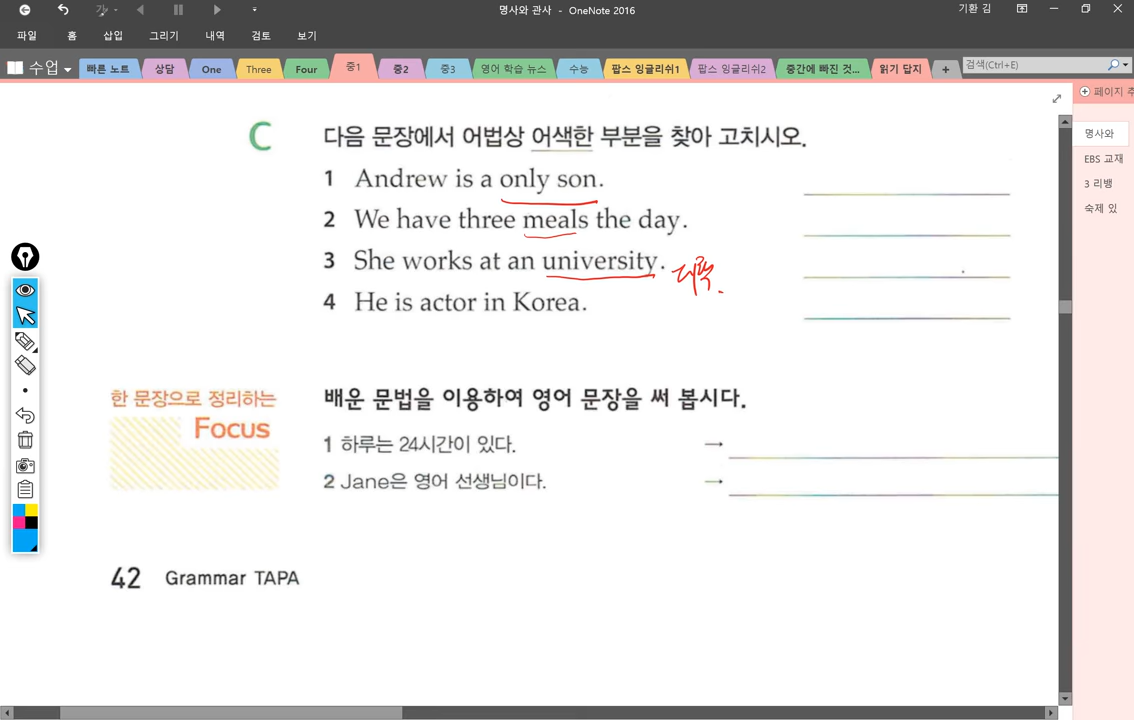 명사와 관사 - OneNote 2016
기환 김
파일 홈 삽입 그리기 내역 검토 보기
수업 빠른 노트 상담 One Three Four 중1 중2 중3 영어 학습 뉴스 수능 팝스 잉글리쉬1 팝스 잉글리쉬2 중간에 빠진 것... 읽기 답지 + 검색(Ctrl+E)
페이지 추
명사와
EBS 교재
3 리뱅
숙제 있
C 다음 문장에서 어법상 어색한 부분을 찾아 고치시오.
1 Andrew is a only son.
2 We have three meals the day.
3 She works at an university. 대학.
4 He is actor in Korea.
한 문장으로 정리하는
Focus
배운 문법을 이용하여 영어 문장을 써 봅시다.
1 하루는 24시간이 있다. →
2 Jane은 영어 선생님이다. →
42 Grammar TAPA